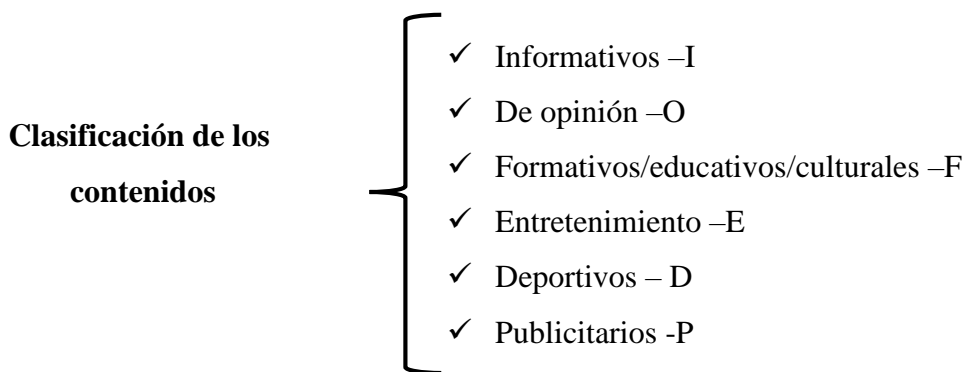 Clasificación de los
contenidos
✓ Informativos –I
✓ De opinión –O
✓ Formativos/educativos/culturales –F
✓ Entretenimiento –E
✓ Deportivos – D
✓ Publicitarios -P